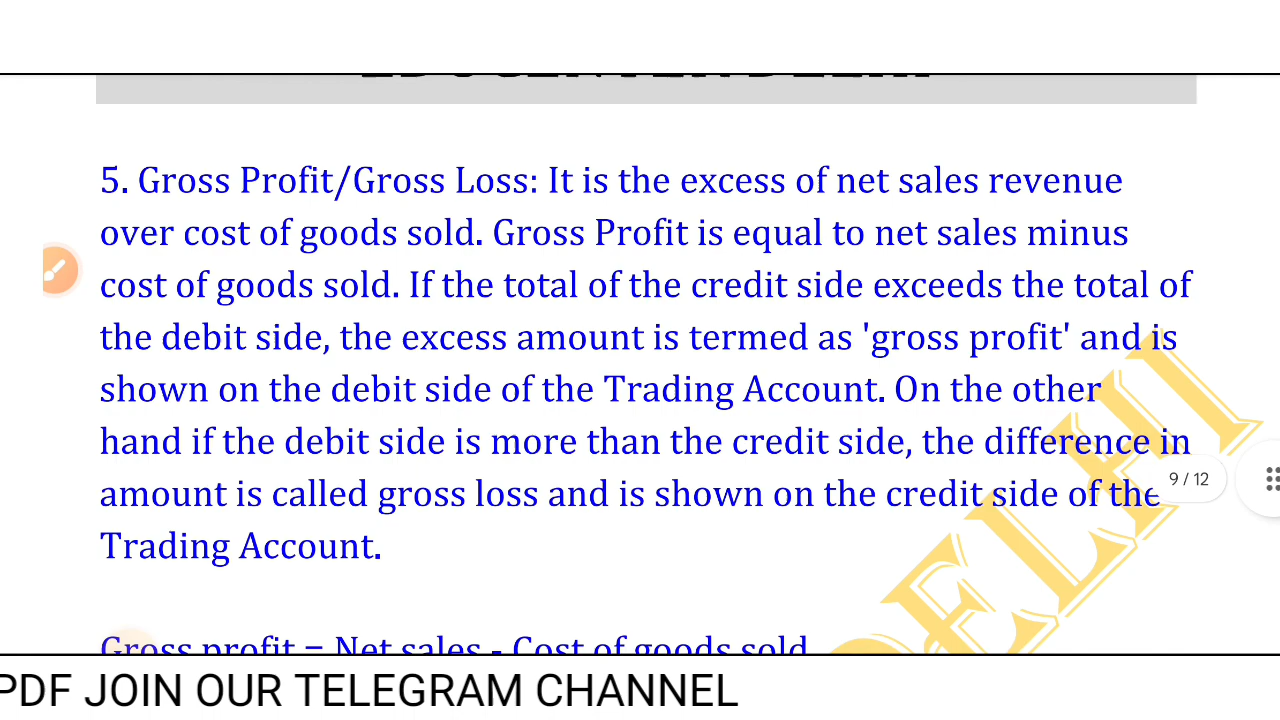 5. Gross Profit/Gross Loss: It is the excess of net sales revenue
over cost of goods sold. Gross Profit is equal to net sales minus
cost of goods sold. If the total of the credit side exceeds the total of
the debit side, the excess amount is termed as 'gross profit' and is
shown on the debit side of the Trading Account. On the other
hand if the debit side is more than the credit side, the difference in
amount is called gross loss and is shown on the credit side of the
Trading Account.
9 / 12
Gross profit = Net sales - Cost of goods sold
DELHI
PDF JOIN OUR TELEGRAM CHANNEL